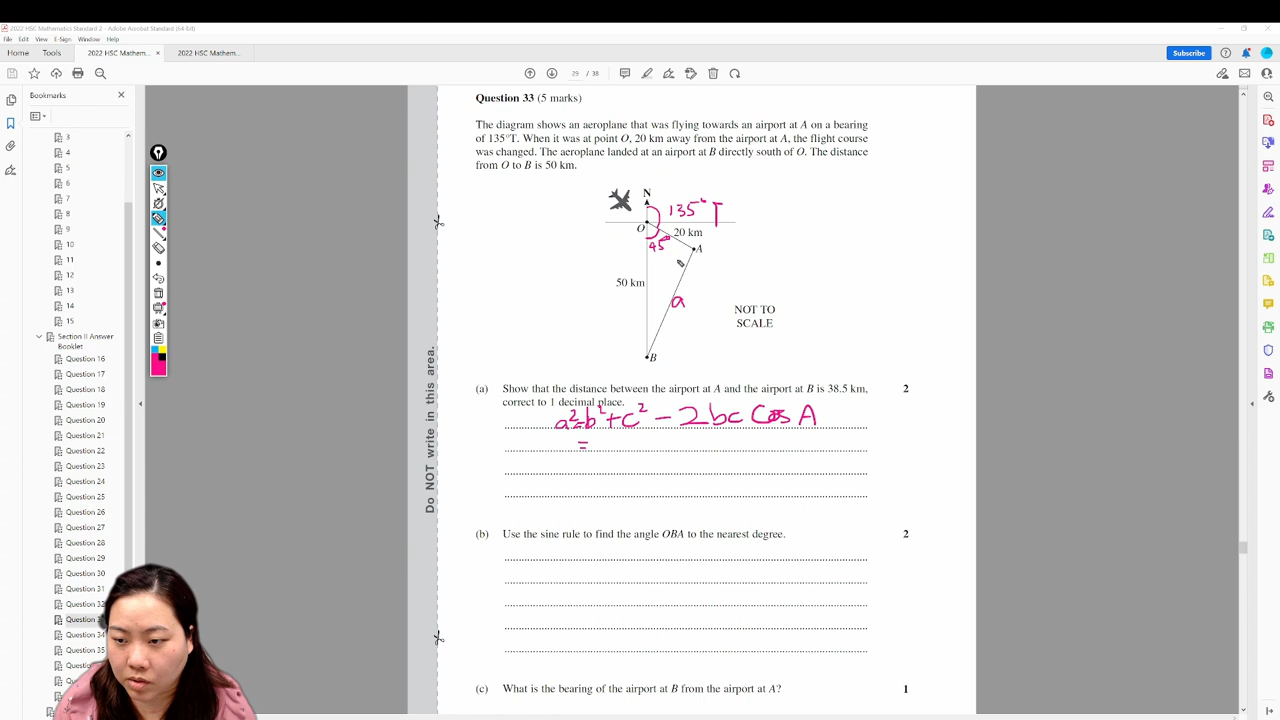 2022 HSC Mathematics Standard 2 - Adobe Acrobat Standard (64-bit)
File Edit View E-Sign Window Help
Home Tools 2022 HSC Mathem... × 2022 HSC Mathem...
Subscribe
29 / 38
Bookmarks
3
4
5
6
7
8
9
10
11
12
13
14
15
Section II Answer
Booklet
Question 16
Question 17
Question 18
Question 19
Question 20
Question 21
Question 22
Question 23
Question 24
Question 25
Question 26
Question 27
Question 28
Question 29
Question 30
Question 31
Question 32
Question 34
Question 35
Question 33 (5 marks)
The diagram shows an aeroplane that was flying towards an airport at A on a bearing
of 135°T. When it was at point O, 20 km away from the airport at A, the flight course
was changed. The aeroplane landed at an airport at B directly south of O. The distance
from O to B is 50 km.
N
135° T
O
20 km
45°
A
50 km
a
NOT TO
SCALE
B
Do NOT write in this area.
(a) Show that the distance between the airport at A and the airport at B is 38.5 km, 2
correct to 1 decimal place.
a²=b²+c² – 2bc Cos A
=
(b) Use the sine rule to find the angle OBA to the nearest degree. 2
(c) What is the bearing of the airport at B from the airport at A? 1